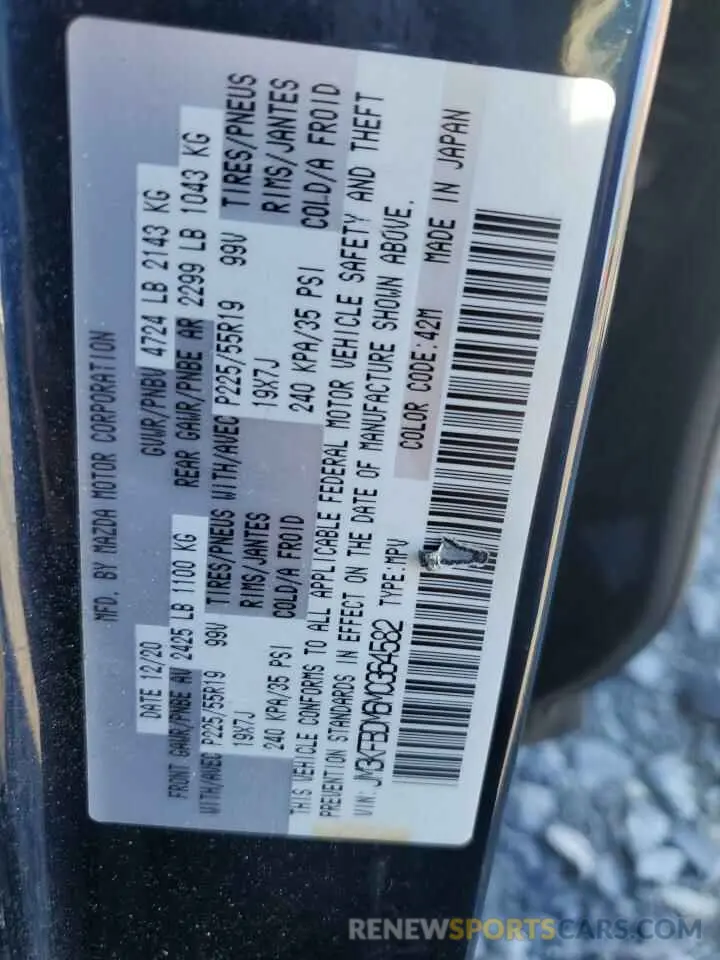 MFD. BY MAZDA MOTOR CORPORATION
DATE 12/20 GVWR/PNBV 4724 LB 2143 KG
FRONT GAWR/PNBE AV 2425 LB 1100 KG REAR GAWR/PNBE AR 2299 LB 1043 KG
WITH/AVEC P225/55R19 99V TIRES/PNEUS WITH/AVEC P225/55R19 99V TIRES/PNEUS
19X7J RIMS/JANTES 19X7J RIMS/JANTES
240 KPA/35 PSI COLD/A FROID 240 KPA/35 PSI COLD/A FROID
THIS VEHICLE CONFORMS TO ALL APPLICABLE FEDERAL MOTOR VEHICLE SAFETY AND THEFT
PREVENTION STANDARDS IN EFFECT ON THE DATE OF MANUFACTURE SHOWN ABOVE.
VIN: JM3KFBDM6M0364582 TYPE:MPV COLOR CODE:42M MADE IN JAPAN
RENEWSPORTSCARS.COM